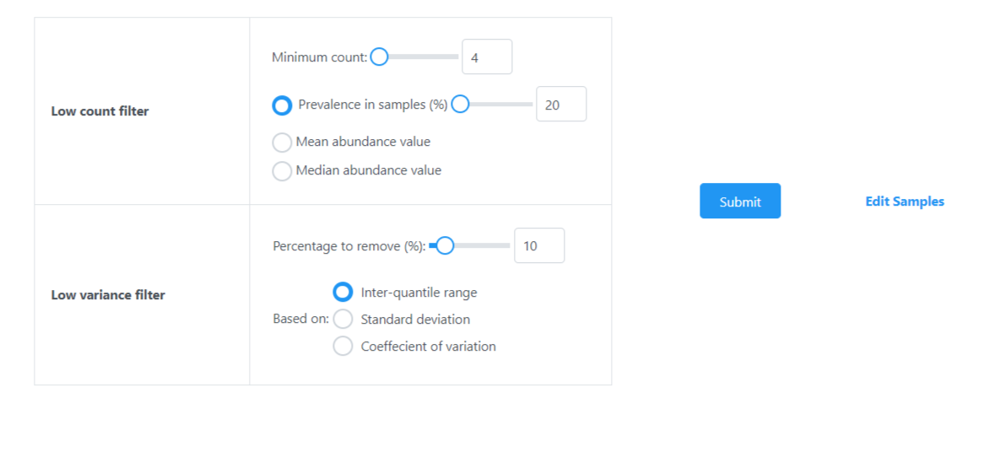 Low count filter
Minimum count: 4
Prevalence in samples (%) 20
Mean abundance value
Median abundance value
Submit
Edit Samples
Low variance filter
Percentage to remove (%): 10
Based on:
Inter-quantile range
Standard deviation
Coeffecient of variation